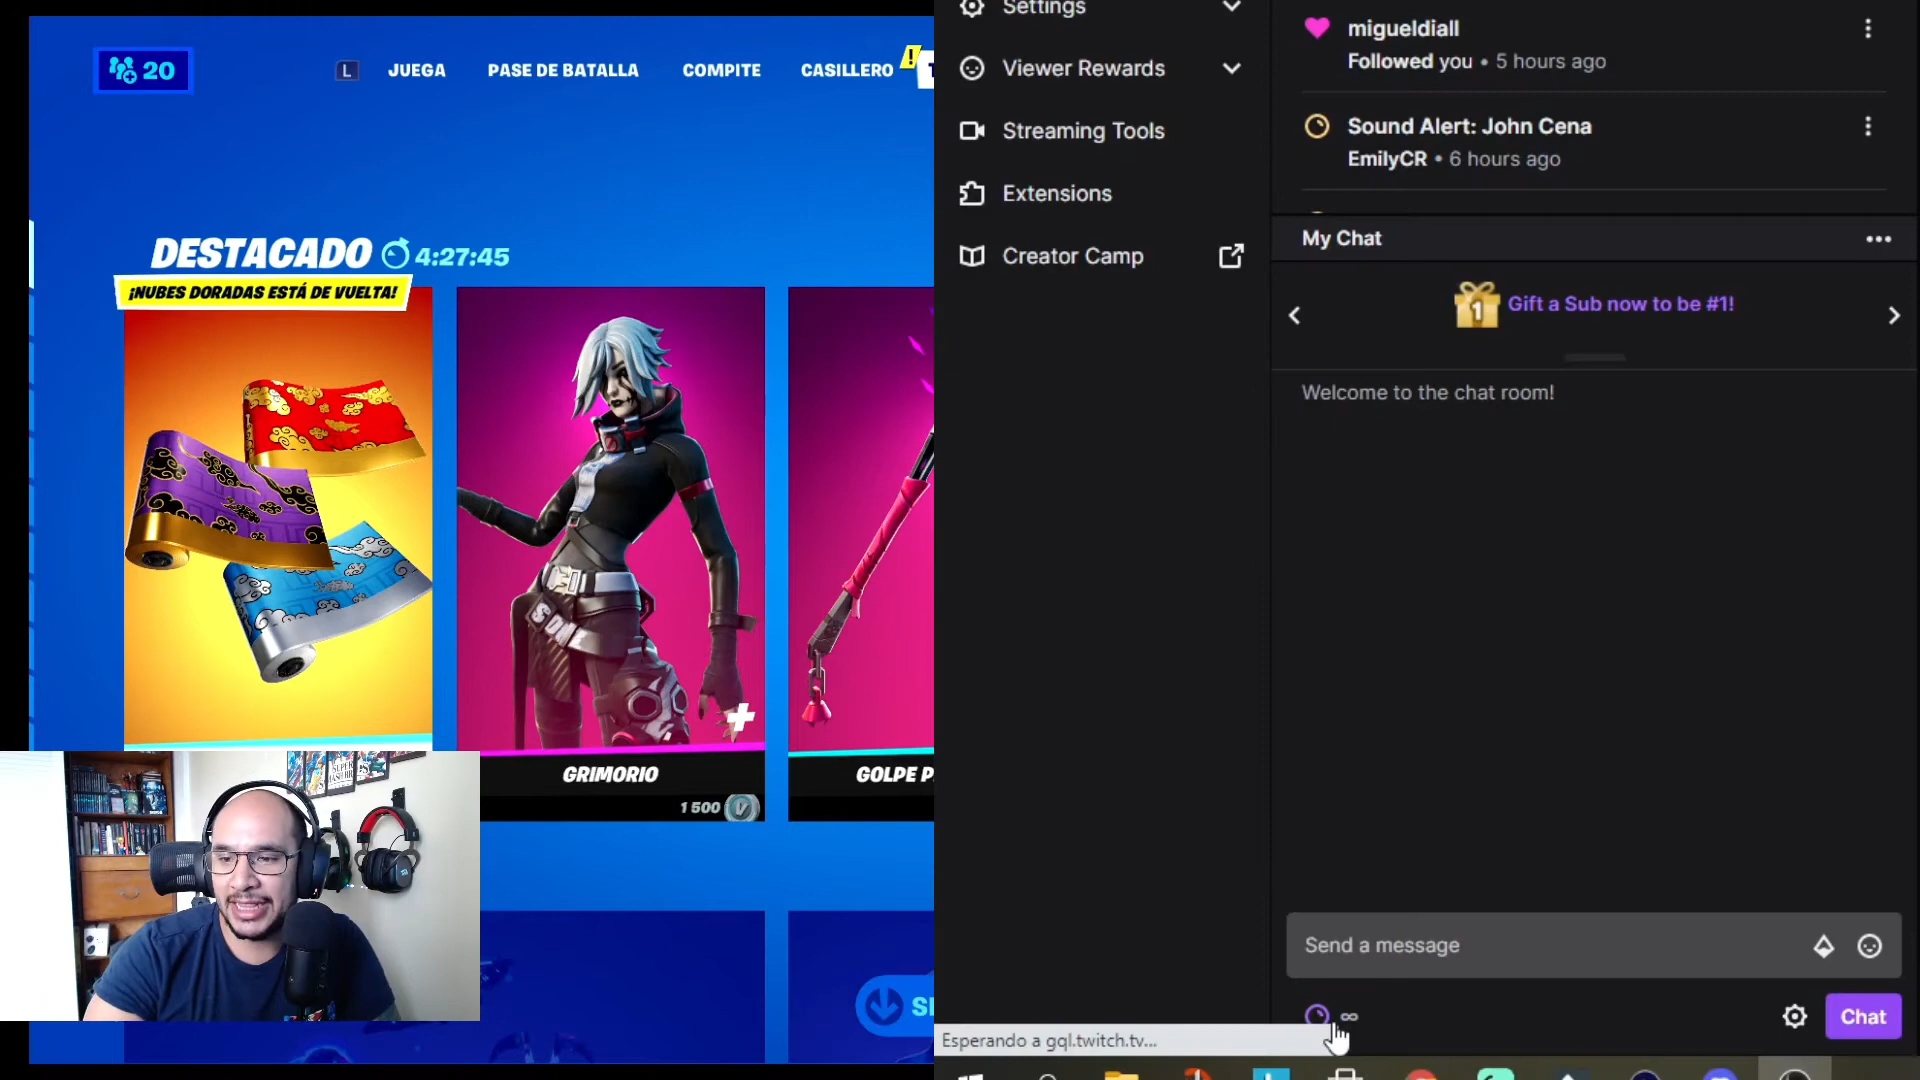 20
L
JUEGA
PASE DE BATALLA
COMPITE
CASILLERO
!
DESTACADO
4:27:45
¡NUBES DORADAS ESTÁ DE VUELTA!
GRIMORIO
1 500
GOLPE P
Settings
Viewer Rewards
Streaming Tools
Extensions
Creator Camp
migueldiall
Followed you • 5 hours ago
Sound Alert: John Cena
EmilyCR • 6 hours ago
My Chat
1
Gift a Sub now to be #1!
Welcome to the chat room!
Send a message
∞
Chat
Esperando a gql.twitch.tv...